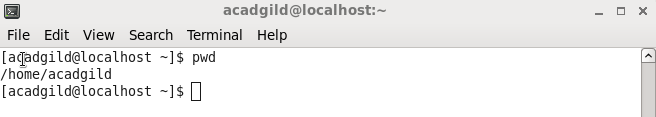 acadgild@localhost:~
File Edit View Search Terminal Help
[acadgild@localhost ~]$ pwd
/home/acadgild
[acadgild@localhost ~]$